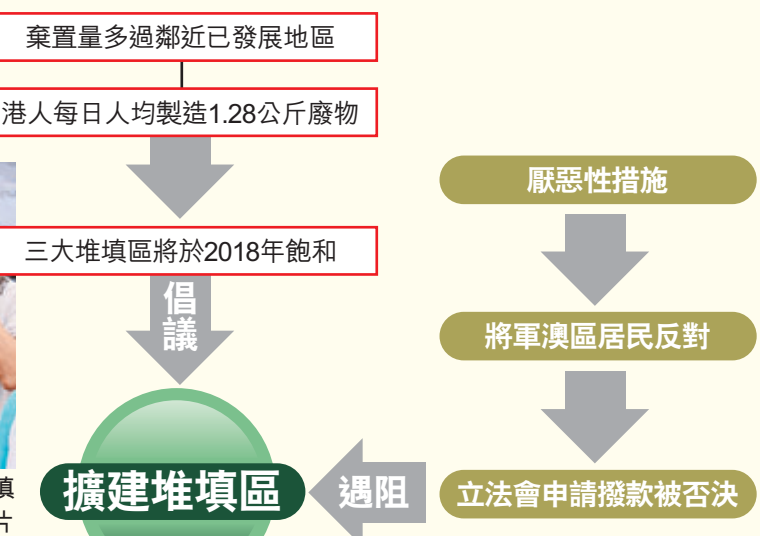 棄置量多過鄰近已發展地區
港人每日人均製造1.28公斤廢物
三大堆填區將於2018年飽和
倡議
擴建堆填區
遇阻
厭惡性措施
將軍澳區居民反對
立法會申請撥款被否決
填
片